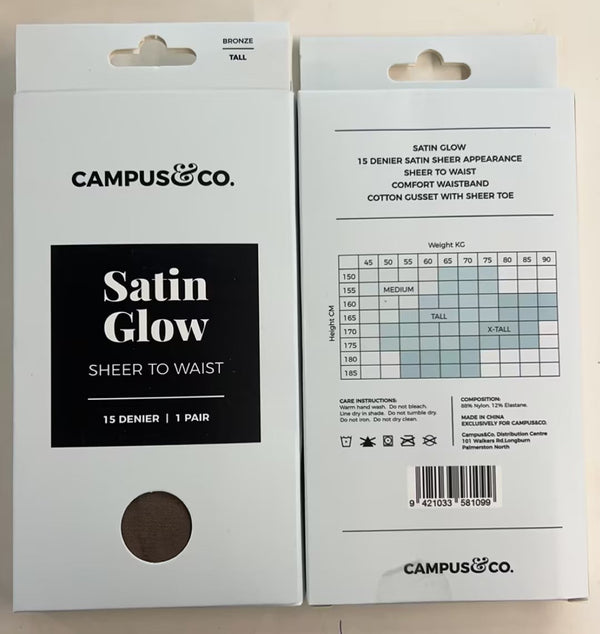 BRONZE
TALL
CAMPUS&CO.
Satin
Glow
SHEER TO WAIST
15 DENIER | 1 PAIR
SATIN GLOW
15 DENIER SATIN SHEER APPEARANCE
SHEER TO WAIST
COMFORT WAISTBAND
COTTON GUSSET WITH SHEER TOE
Weight KG
45 50 55 60 65 70 75 80 85 90
Height CM
150
155 MEDIUM
160
165 TALL
170 X-TALL
175
180
185
CARE INSTRUCTIONS:
Warm hand wash. Do not bleach.
Line dry in shade. Do not tumble dry.
Do not iron. Do not dry clean.
COMPOSITION:
88% Nylon, 12% Elastane.
MADE IN CHINA
EXCLUSIVELY FOR CAMPUS&CO.
Campus&Co. Distribution Centre
101 Walkers Rd,Longburn
Palmerston North
9 421033 581099
CAMPUS&CO.